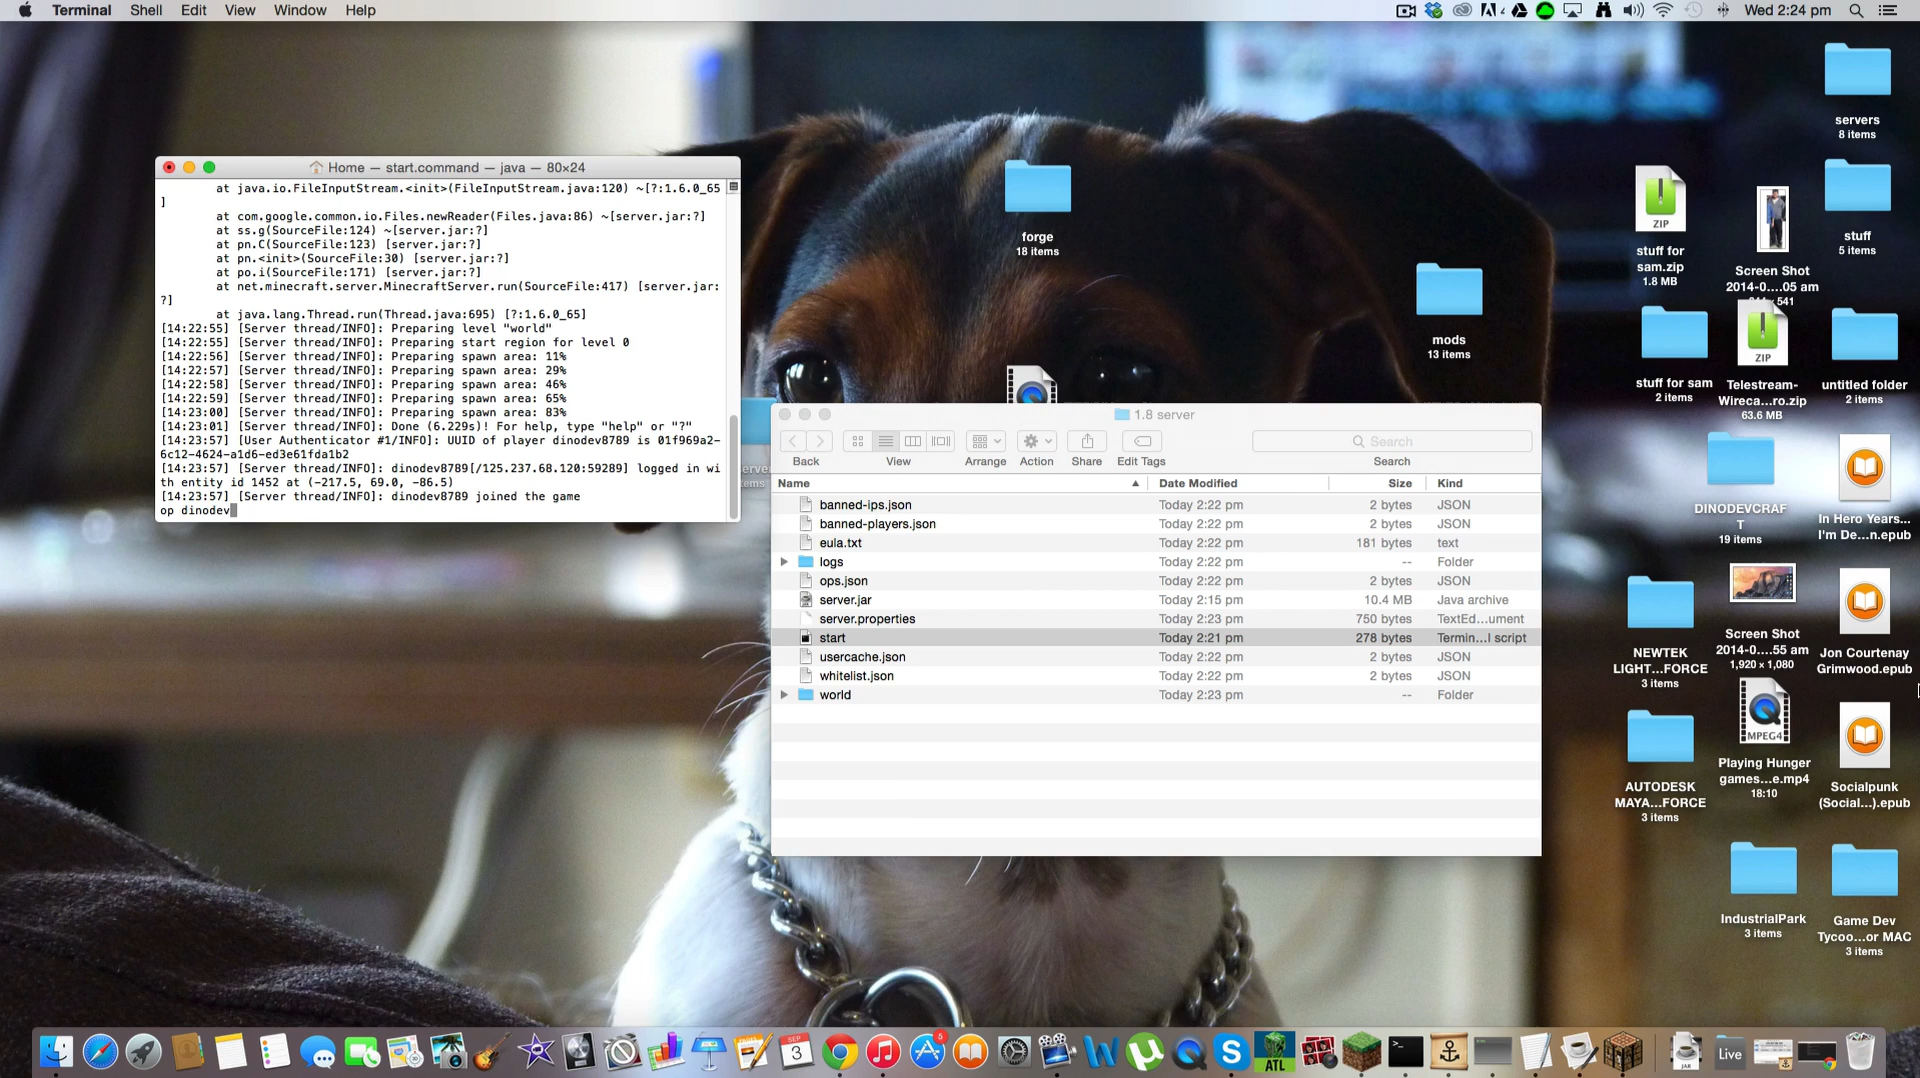 Terminal Shell Edit View Window Help
4
Wed 2:24 pm
Home — start.command — java — 80×24
at java.io.FileInputStream.<init>(FileInputStream.java:120) ~[?:1.6.0_65
]
at com.google.common.io.Files.newReader(Files.java:86) ~[server.jar:?]
at ss.g(SourceFile:124) ~[server.jar:?]
at pn.C(SourceFile:123) [server.jar:?]
at pn.<init>(SourceFile:30) [server.jar:?]
at po.i(SourceFile:171) [server.jar:?]
at net.minecraft.server.MinecraftServer.run(SourceFile:417) [server.jar:
?]
at java.lang.Thread.run(Thread.java:695) [?:1.6.0_65]
[14:22:55] [Server thread/INFO]: Preparing level "world"
[14:22:55] [Server thread/INFO]: Preparing start region for level 0
[14:22:56] [Server thread/INFO]: Preparing spawn area: 11%
[14:22:57] [Server thread/INFO]: Preparing spawn area: 29%
[14:22:58] [Server thread/INFO]: Preparing spawn area: 46%
[14:22:59] [Server thread/INFO]: Preparing spawn area: 65%
[14:23:00] [Server thread/INFO]: Preparing spawn area: 83%
[14:23:01] [Server thread/INFO]: Done (6.229s)! For help, type "help" or "?"
[14:23:57] [User Authenticator #1/INFO]: UUID of player dinodev8789 is 01f969a2-
6c12-4624-a1d6-ed3e61fda1b2
[14:23:57] [Server thread/INFO]: dinodev8789[/125.237.68.120:59289] logged in wi
th entity id 1452 at (-217.5, 69.0, -86.5)
[14:23:57] [Server thread/INFO]: dinodev8789 joined the game
op dinodev
forge
18 items
mods
13 items
1.8 server
Search
Back View Arrange Action Share Edit Tags Search
Name Date Modified Size Kind
banned-ips.json Today 2:22 pm 2 bytes JSON
banned-players.json Today 2:22 pm 2 bytes JSON
eula.txt Today 2:22 pm 181 bytes text
logs Today 2:22 pm -- Folder
ops.json Today 2:22 pm 2 bytes JSON
server.jar Today 2:15 pm 10.4 MB Java archive
server.properties Today 2:23 pm 750 bytes TextEd...ument
start Today 2:21 pm 278 bytes Termin...l script
usercache.json Today 2:22 pm 2 bytes JSON
whitelist.json Today 2:22 pm 2 bytes JSON
world Today 2:23 pm -- Folder
servers
8 items
ZIP
stuff for
sam.zip
1.8 MB
Screen Shot
2014-0....05 am
stuff
5 items
stuff for sam
2 items
ZIP
Telestream-
Wireca...ro.zip
63.6 MB
untitled folder
2 items
DINODEVCRAF
T
19 items
In Hero Years...
I'm De...n.epub
NEWTEK
LIGHT...FORCE
3 items
Screen Shot
2014-0....55 am
1,920 × 1,080
Jon Courtenay
Grimwood.epub
AUTODESK
MAYA...FORCE
3 items
MPEG4
Playing Hunger
games...e.mp4
18:10
Socialpunk
(Social...).epub
IndustrialPark
3 items
Game Dev
Tycoo...or MAC
3 items
SEP
3
5
ATL
JAR
Live